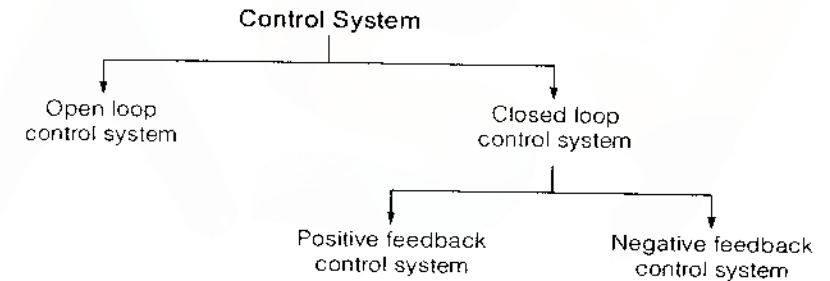 Control System
Open loop
control system
Closed loop
control system
Positive feedback
control system
Negative feedback
control system